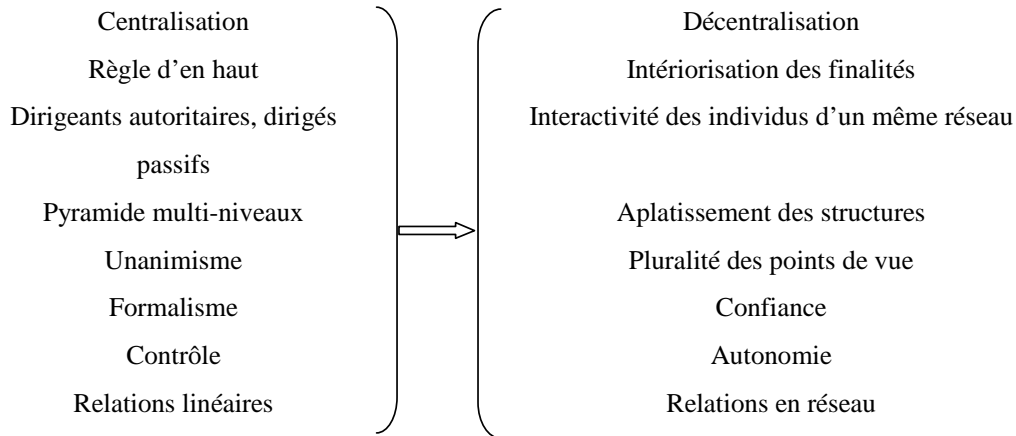 Centralisation
Règle d'en haut
Dirigeants autoritaires, dirigés
passifs
Pyramide multi-niveaux
Unanimisme
Formalisme
Contrôle
Relations linéaires
Décentralisation
Intériorisation des finalités
Interactivité des individus d'un même réseau
Aplatissement des structures
Pluralité des points de vue
Confiance
Autonomie
Relations en réseau